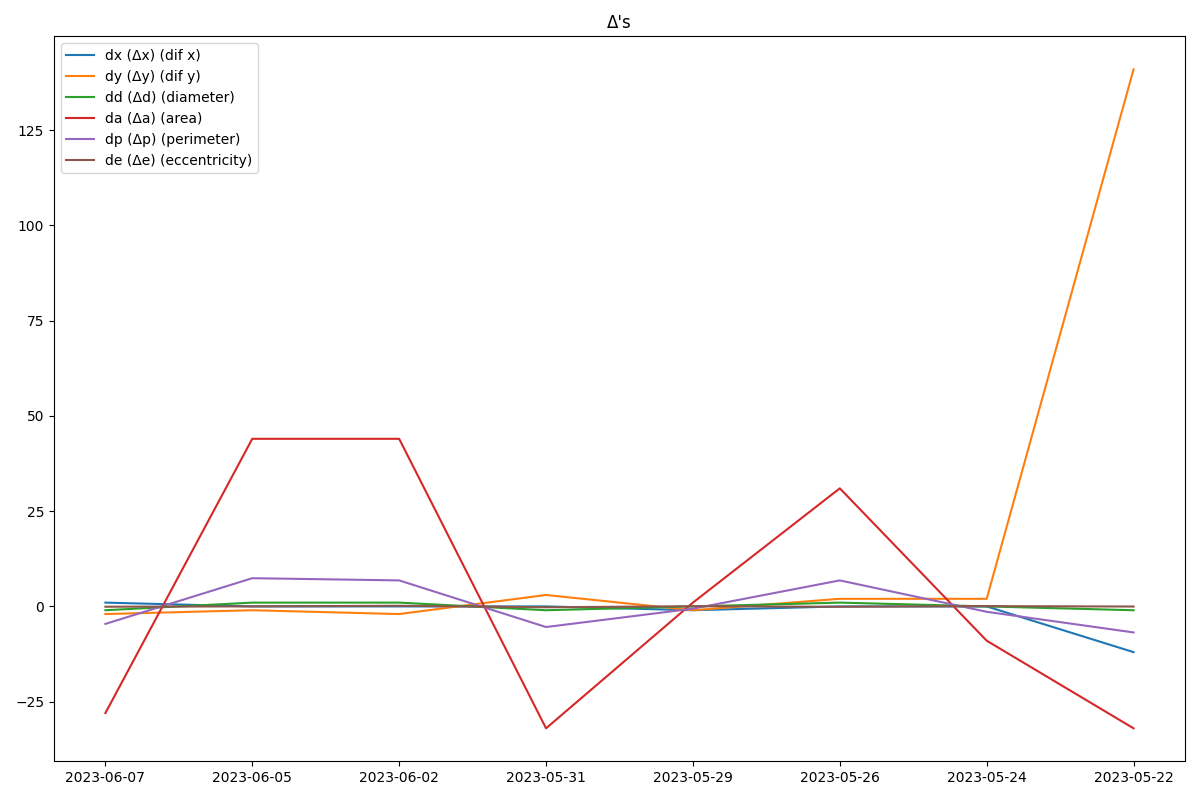 Δ's
dx (Δx) (dif x)
dy (Δy) (dif y)
dd (Δd) (diameter)
da (Δa) (area)
dp (Δp) (perimeter)
de (Δe) (eccentricity)
125
100
75
50
25
0
−25
2023-06-07 2023-06-05 2023-06-02 2023-05-31 2023-05-29 2023-05-26 2023-05-24 2023-05-22